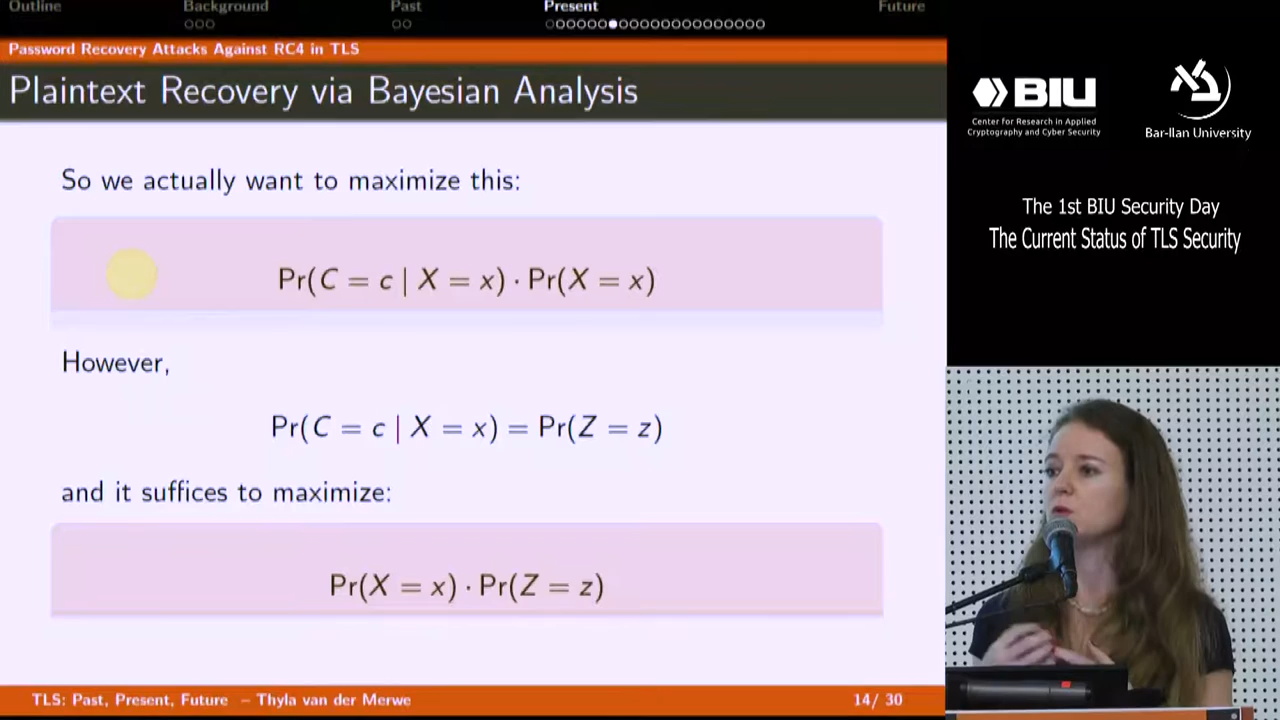 Outline Background Past Present Future
Password Recovery Attacks Against RC4 in TLS
Plaintext Recovery via Bayesian Analysis
So we actually want to maximize this:
Pr(C = c | X = x) · Pr(X = x)
However,
Pr(C = c | X = x) = Pr(Z = z)
and it suffices to maximize:
Pr(X = x) · Pr(Z = z)
TLS: Past, Present, Future – Thyla van der Merwe 14/ 30
BIU
Center for Research in Applied
Cryptography and Cyber Security
Bar-Ilan University
The 1st BIU Security Day
The Current Status of TLS Security